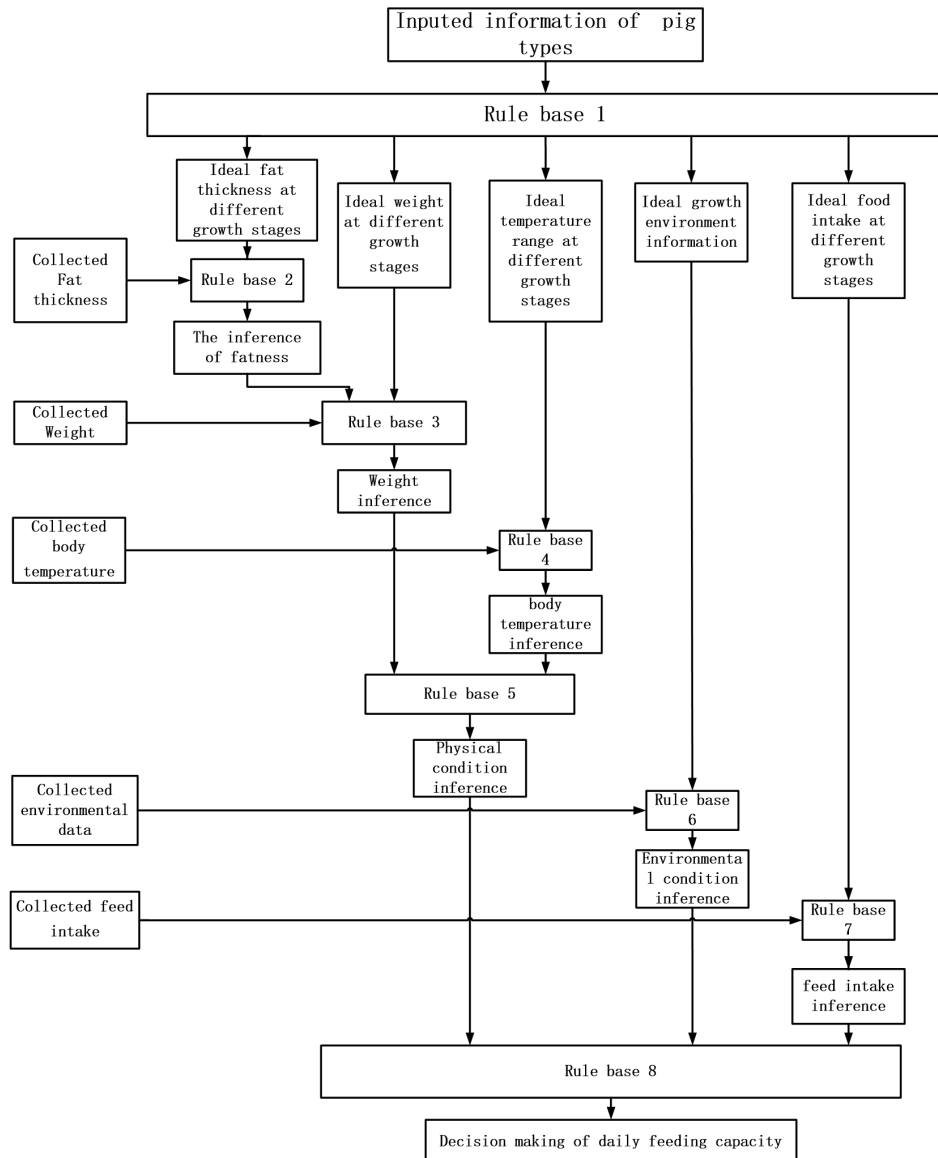 Inputed information of pig
types
Rule base 1
Ideal fat
thickness at
different
growth stages
Ideal weight
at different
growth
stages
Ideal
temperature
range at
different
growth
stages
Ideal growth
environment
information
Ideal food
intake at
different
growth
stages
Collected
Fat
thickness
Rule base 2
The inference
of fatness
Collected
Weight
Rule base 3
Weight
inference
Collected
body
temperature
Rule base
4
body
temperature
inference
Rule base 5
Physical
condition
inference
Collected
environmental
data
Rule base
6
Environmenta
l condition
inference
Collected feed
intake
Rule base
7
feed intake
inference
Rule base 8
Decision making of daily feeding capacity